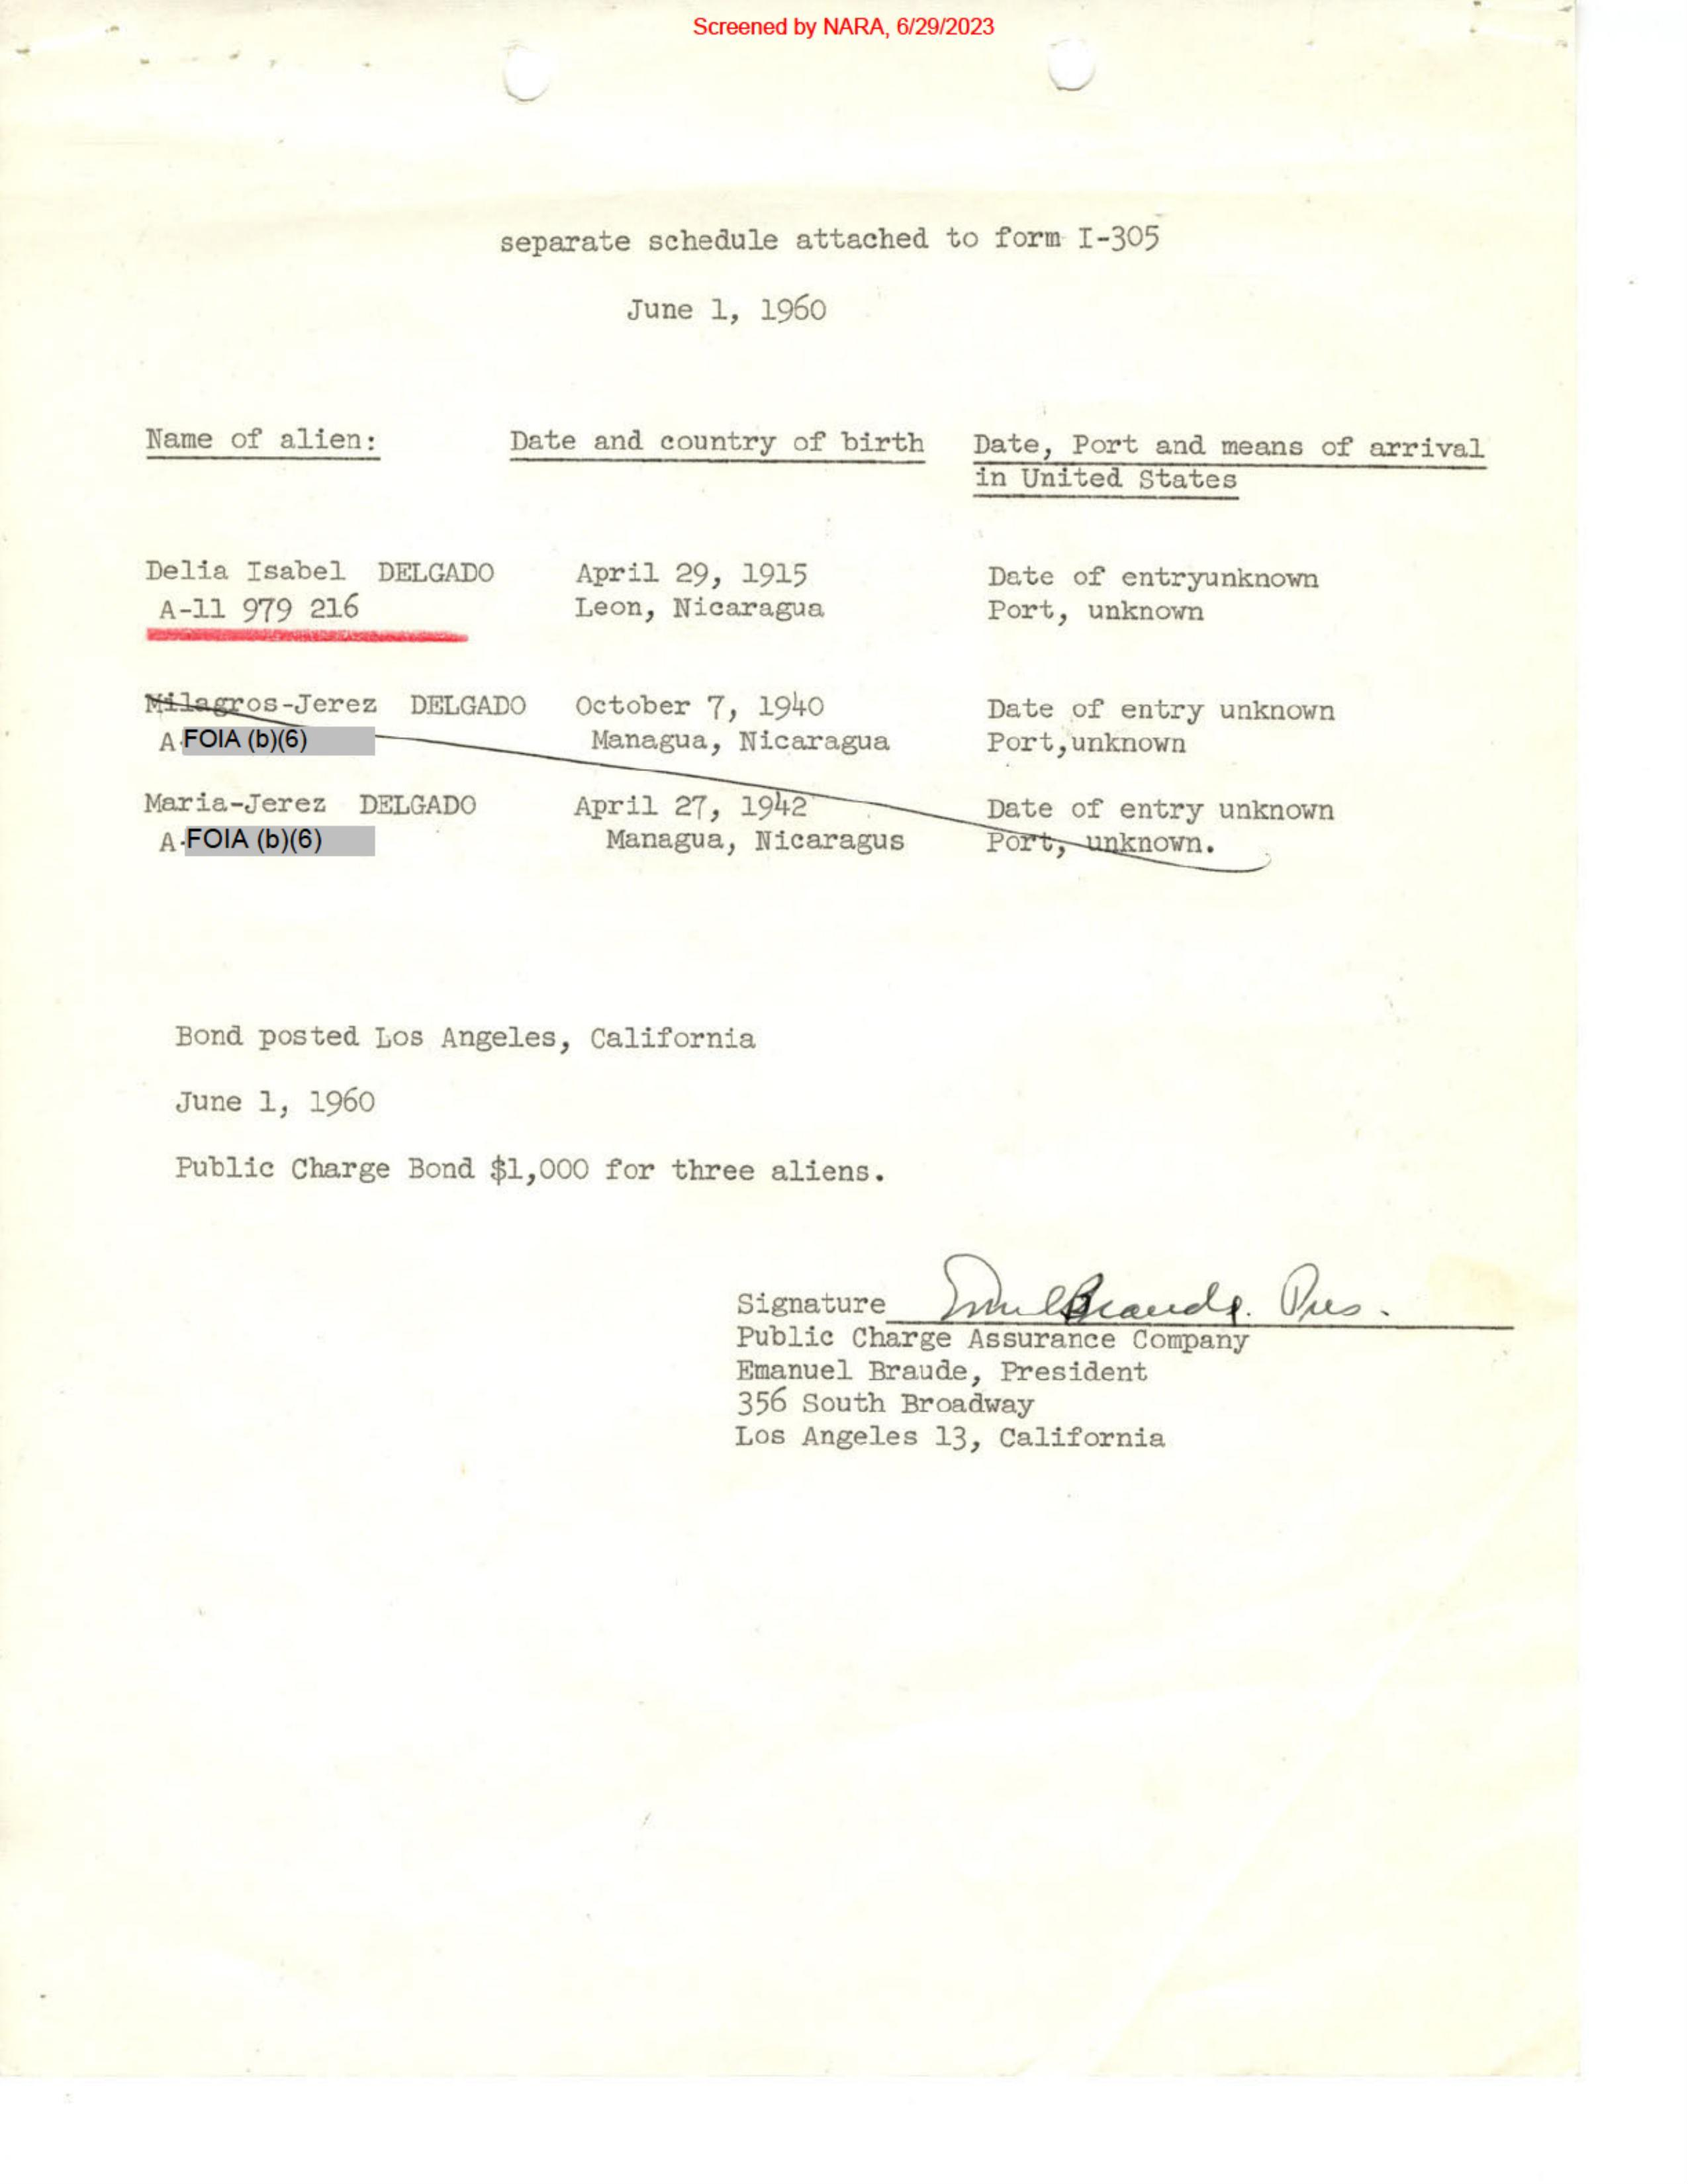 Screened by NARA, 6/29/2023
separate schedule attached to form I-305
June 1, 1960
Name of alien: Date and country of birth Date, Port and means of arrival
in United States
Delia Isabel DELGADO April 29, 1915 Date of entryunknown
A-11 979 216 Leon, Nicaragua Port, unknown
Milagros-Jerez DELGADO October 7, 1940 Date of entry unknown
A- FOIA (b)(6) Managua, Nicaragua Port,unknown
Maria-Jerez DELGADO April 27, 1942 Date of entry unknown
A- FOIA (b)(6) Managua, Nicaragus Port, unknown.
Bond posted Los Angeles, California
June 1, 1960
Public Charge Bond $1,000 for three aliens.
Signature Emanuel Braude. Pres.
Public Charge Assurance Company
Emanuel Braude, President
356 South Broadway
Los Angeles 13, California